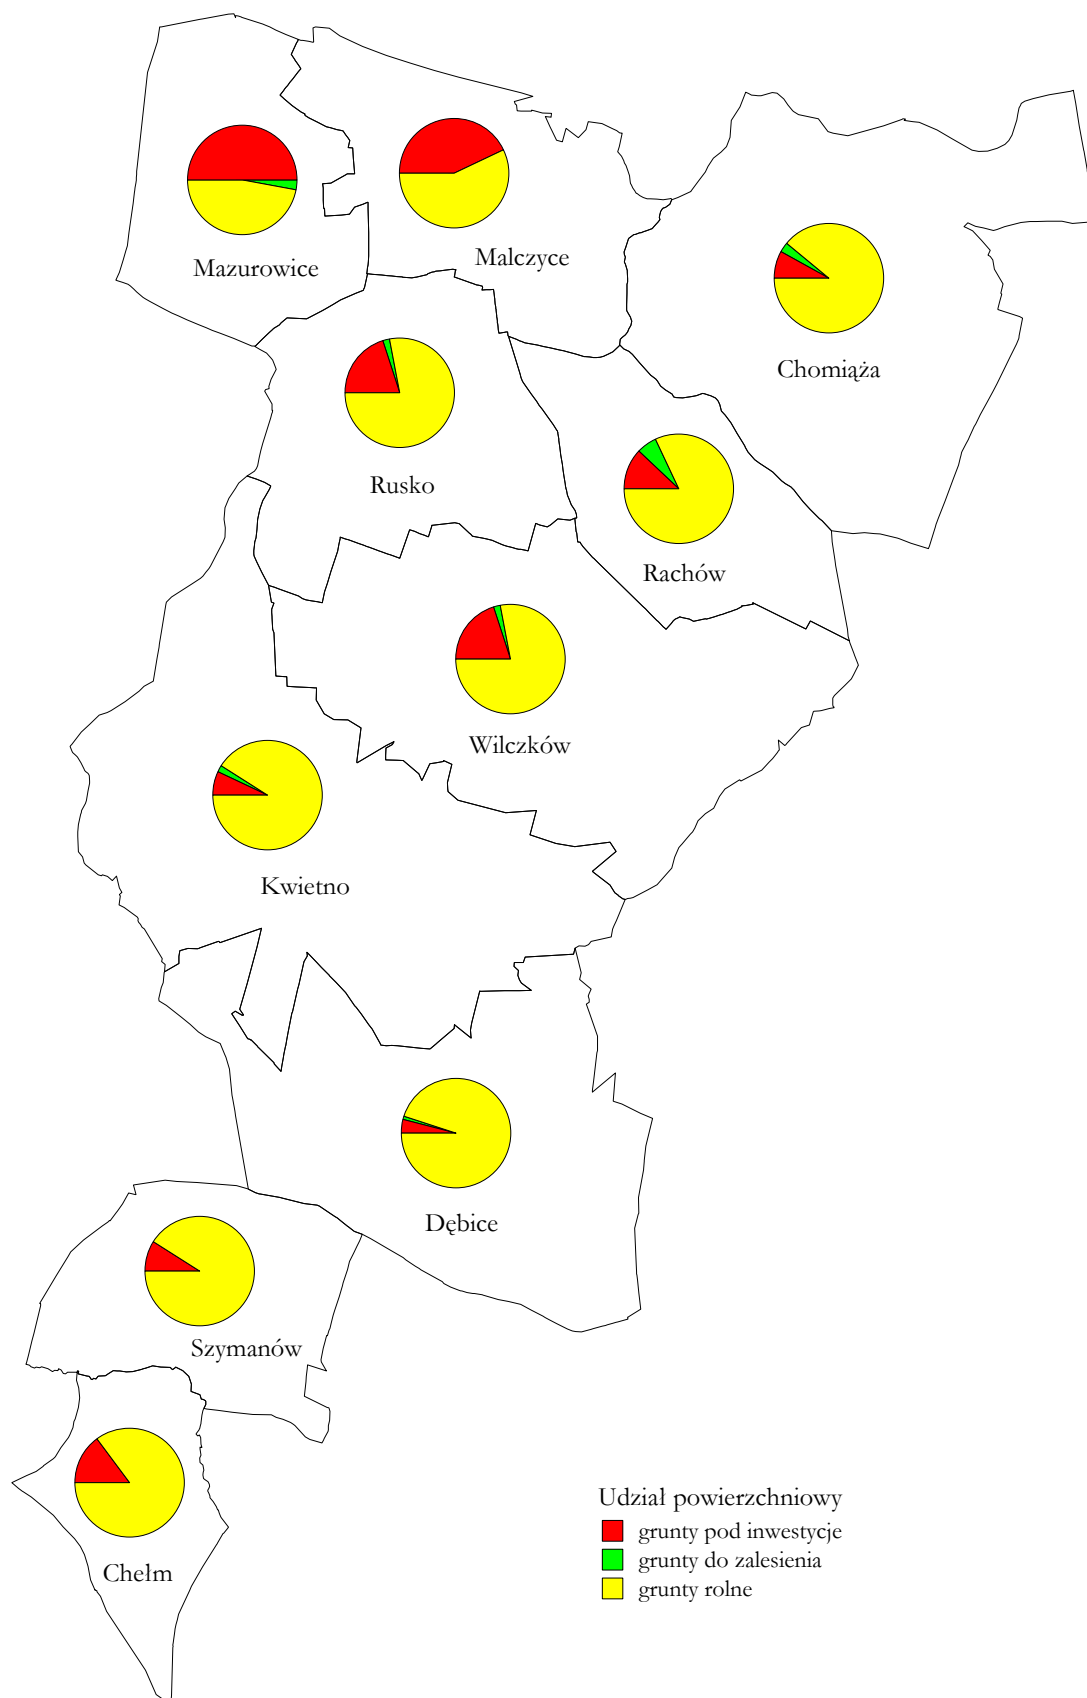 Mazurowice
Malczyce
Chomiąża
Rusko
Rachów
Wilczków
Kwietno
Dębice
Szymanów
Chełm
Udział powierzchniowy
grunty pod inwestycje
grunty do zalesienia
grunty rolne